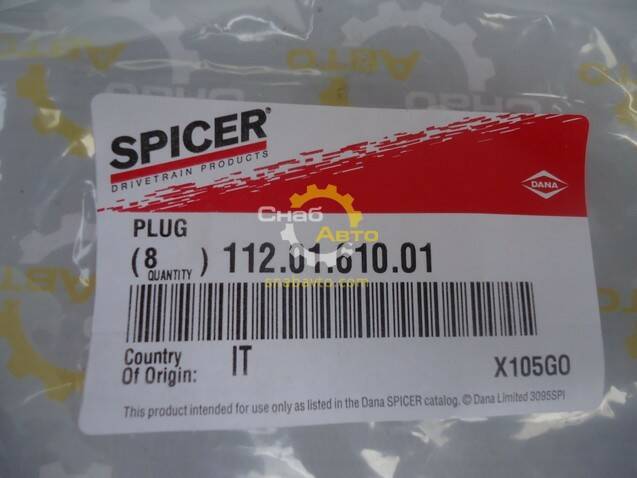 SPICER®
DRIVETRAIN PRODUCTS
DANA
PLUG
(8) 112.01.610.01
QUANTITY
Country
Of Origin: IT
X105GO
This product intended for use only as listed in the Dana SPICER catalog. © Dana Limited 3095SPI
Снаб
Авто
snabavto.com